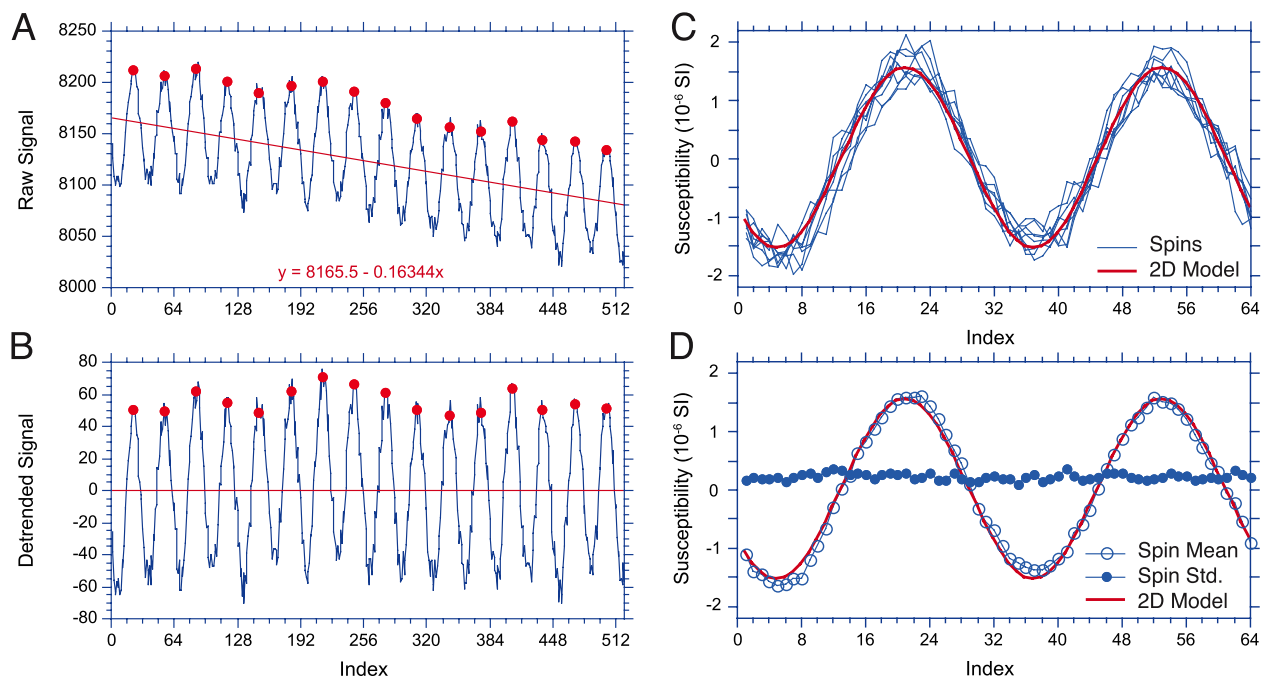 A
8250
8200
8150
8100
8050
8000
Raw Signal
y = 8165.5 - 0.16344x
0 64 128 192 256 320 384 448 512
B
80
60
40
20
0
-20
-40
-60
-80
Detrended Signal
0 64 128 192 256 320 384 448 512
Index
C
2
1
0
-1
-2
Susceptibility (10⁻⁶ SI)
Spins
2D Model
0 8 16 24 32 40 48 56 64
Index
D
2
1
0
-1
-2
Susceptibility (10⁻⁶ SI)
Spin Mean
Spin Std.
2D Model
0 8 16 24 32 40 48 56 64
Index